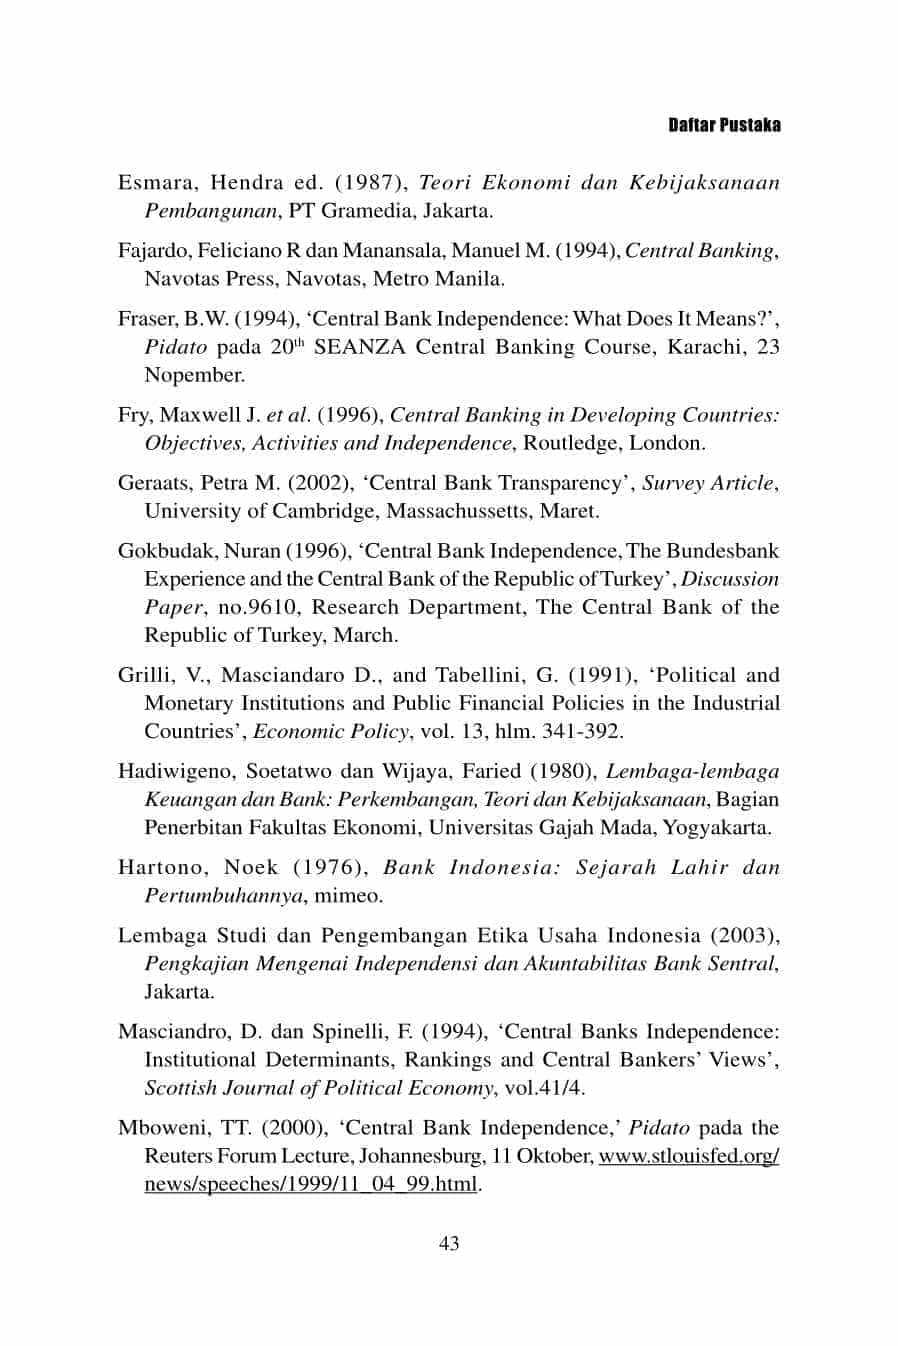 Daftar Pustaka
Esmara, Hendra ed. (1987), Teori Ekonomi dan Kebijaksanaan
Pembangunan, PT Gramedia, Jakarta.
Fajardo, Feliciano R dan Manansala, Manuel M. (1994), Central Banking,
Navotas Press, Navotas, Metro Manila.
Fraser, B.W. (1994), ‘Central Bank Independence: What Does It Means?’,
Pidato pada 20th SEANZA Central Banking Course, Karachi, 23
Nopember.
Fry, Maxwell J. et al. (1996), Central Banking in Developing Countries:
Objectives, Activities and Independence, Routledge, London.
Geraats, Petra M. (2002), ‘Central Bank Transparency’, Survey Article,
University of Cambridge, Massachussetts, Maret.
Gokbudak, Nuran (1996), ‘Central Bank Independence, The Bundesbank
Experience and the Central Bank of the Republic of Turkey’, Discussion
Paper, no.9610, Research Department, The Central Bank of the
Republic of Turkey, March.
Grilli, V., Masciandaro D., and Tabellini, G. (1991), ‘Political and
Monetary Institutions and Public Financial Policies in the Industrial
Countries’, Economic Policy, vol. 13, hlm. 341-392.
Hadiwigeno, Soetatwo dan Wijaya, Faried (1980), Lembaga-lembaga
Keuangan dan Bank: Perkembangan, Teori dan Kebijaksanaan, Bagian
Penerbitan Fakultas Ekonomi, Universitas Gajah Mada, Yogyakarta.
Hartono, Noek (1976), Bank Indonesia: Sejarah Lahir dan
Pertumbuhannya, mimeo.
Lembaga Studi dan Pengembangan Etika Usaha Indonesia (2003),
Pengkajian Mengenai Independensi dan Akuntabilitas Bank Sentral,
Jakarta.
Masciandro, D. dan Spinelli, F. (1994), ‘Central Banks Independence:
Institutional Determinants, Rankings and Central Bankers’ Views’,
Scottish Journal of Political Economy, vol.41/4.
Mboweni, TT. (2000), ‘Central Bank Independence,’ Pidato pada the
Reuters Forum Lecture, Johannesburg, 11 Oktober, www.stlouisfed.org/
news/speeches/1999/11_04_99.html.
43